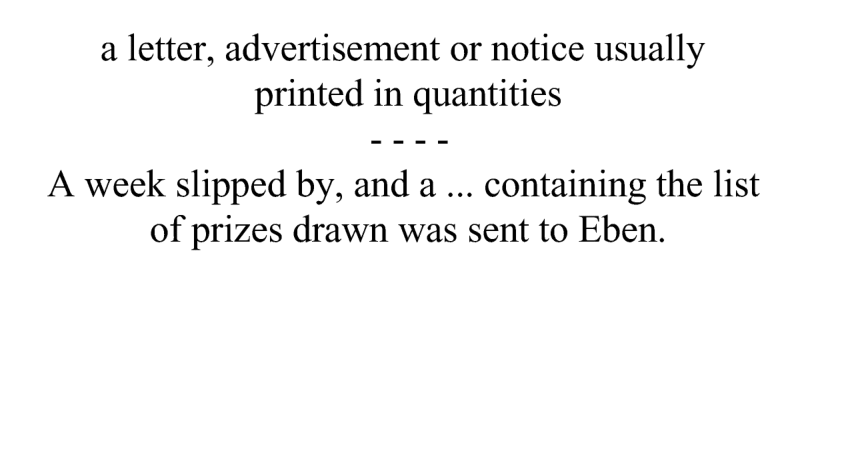 a letter, advertisement or notice usually
printed in quantities
- - - -
A week slipped by, and a ... containing the list
of prizes drawn was sent to Eben.